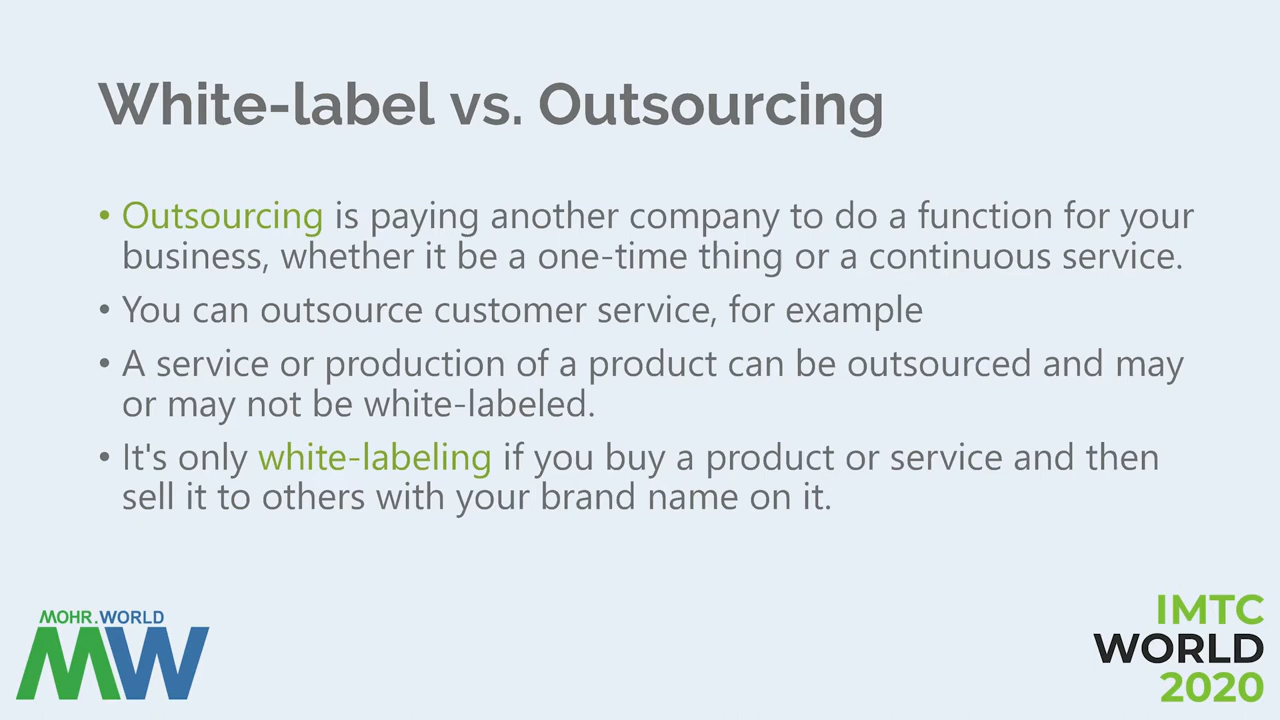 White-label vs. Outsourcing
• Outsourcing is paying another company to do a function for your
business, whether it be a one-time thing or a continuous service.
• You can outsource customer service, for example
• A service or production of a product can be outsourced and may
or may not be white-labeled.
• It's only white-labeling if you buy a product or service and then
sell it to others with your brand name on it.
MOHR.WORLD
MW
IMTC
WORLD
2020